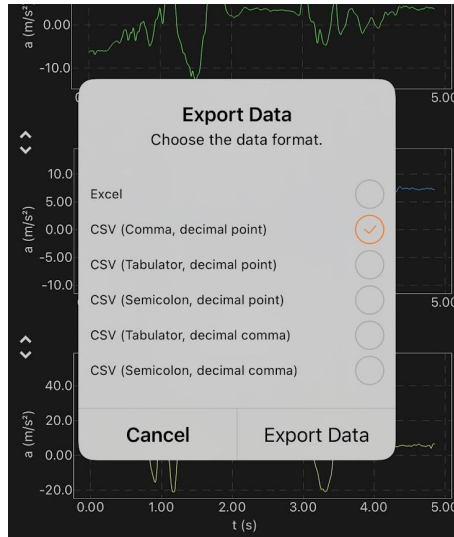 a (m/s²)
0.00
-10.0
5.00
Export Data
Choose the data format.
Excel
CSV (Comma, decimal point)
CSV (Tabulator, decimal point)
CSV (Semicolon, decimal point)
CSV (Tabulator, decimal comma)
CSV (Semicolon, decimal comma)
Cancel
Export Data
a (m/s²)
10.0
5.00
0.00
-5.00
-10.0
5.00
a (m/s²)
40.0
20.0
0.00
-20.0
0.00 1.00 2.00 3.00 4.00 5.00
t (s)